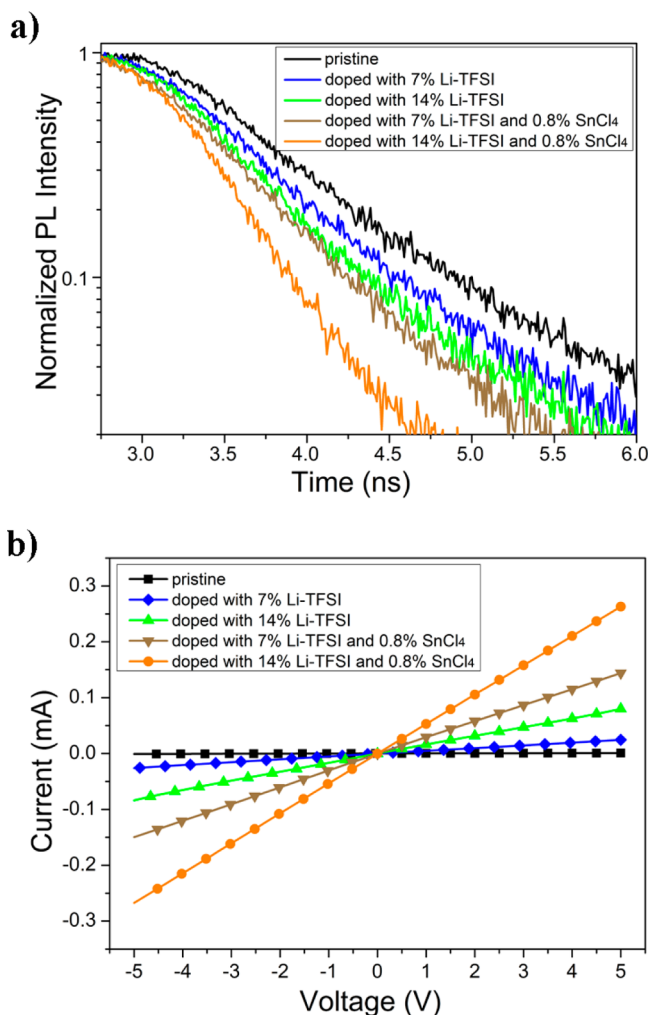 a)
1
0.1
Normalized PL Intensity
pristine
doped with 7% Li-TFSI
doped with 14% Li-TFSI
doped with 7% Li-TFSI and 0.8% SnCl4
doped with 14% Li-TFSI and 0.8% SnCl4
3.0 3.5 4.0 4.5 5.0 5.5 6.0
Time (ns)
b)
0.3
0.2
0.1
0.0
-0.1
-0.2
-0.3
Current (mA)
pristine
doped with 7% Li-TFSI
doped with 14% Li-TFSI
doped with 7% Li-TFSI and 0.8% SnCl4
doped with 14% Li-TFSI and 0.8% SnCl4
-5 -4 -3 -2 -1 0 1 2 3 4 5
Voltage (V)